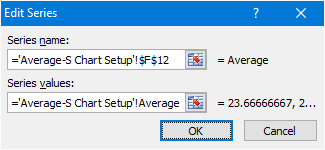 Edit Series
Series name:
='Average-S Chart Setup'!$F$12 = Average
Series values:
='Average-S Chart Setup'!Average = 23.66666667, 2...
OK Cancel